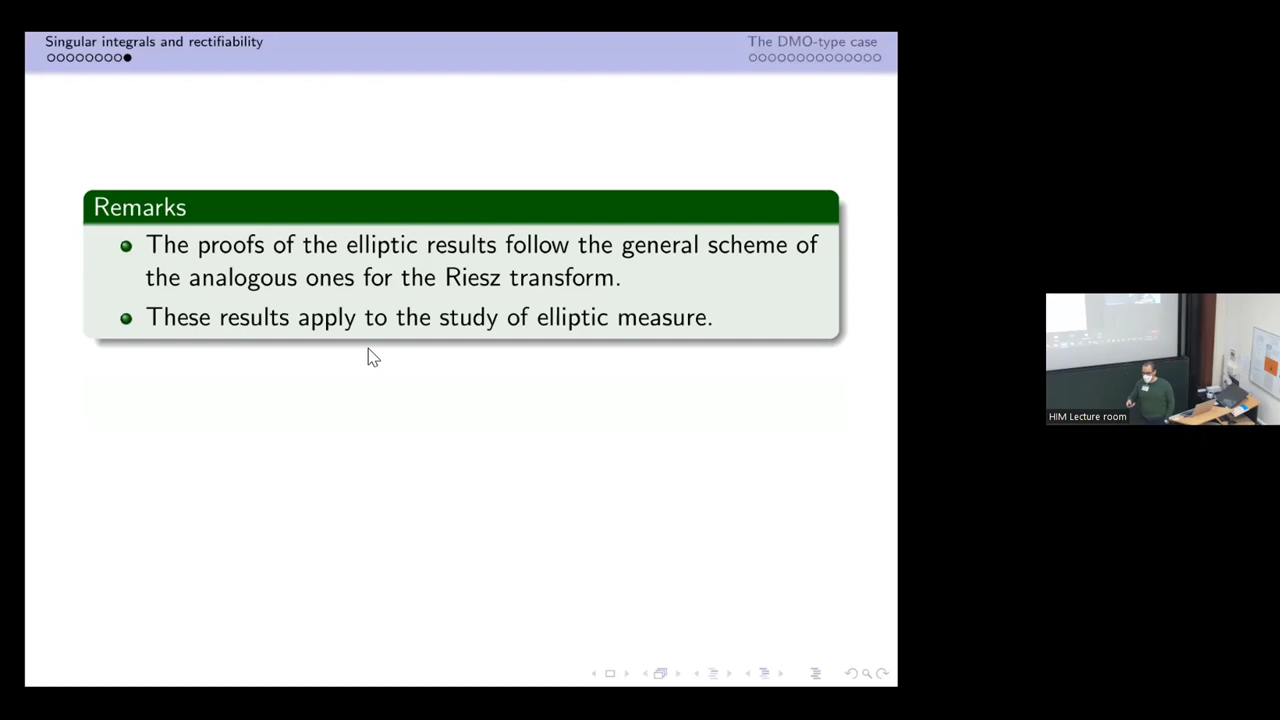 Singular integrals and rectifiability
The DMO-type case
Remarks
The proofs of the elliptic results follow the general scheme of
the analogous ones for the Riesz transform.
These results apply to the study of elliptic measure.
HIM Lecture room